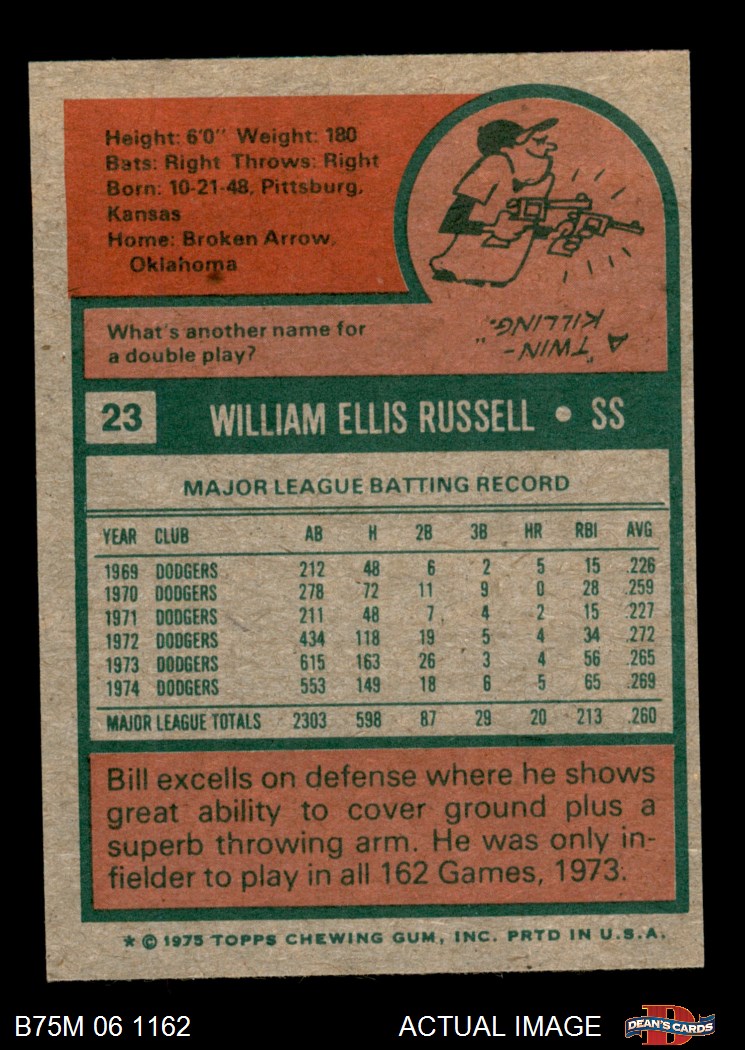 Height: 6'0" Weight: 180
Bats: Right Throws: Right
Born: 10-21-48, Pittsburg,
Kansas
Home: Broken Arrow,
Oklahoma
What's another name for
a double play?
A "TWIN-
KILLING."
23 WILLIAM ELLIS RUSSELL • SS
MAJOR LEAGUE BATTING RECORD
YEAR CLUB AB H 2B 3B HR RBI AVG
1969 DODGERS 212 48 6 2 5 15 .226
1970 DODGERS 278 72 11 9 0 28 .259
1971 DODGERS 211 48 7 4 2 15 .227
1972 DODGERS 434 118 19 5 4 34 .272
1973 DODGERS 615 163 26 3 4 56 .265
1974 DODGERS 553 149 18 6 5 65 .269
MAJOR LEAGUE TOTALS 2303 598 87 29 20 213 .260
Bill excells on defense where he shows
great ability to cover ground plus a
superb throwing arm. He was only in-
fielder to play in all 162 Games, 1973.
* © 1975 TOPPS CHEWING GUM, INC. PRTD IN U.S.A.
B75M 06 1162 ACTUAL IMAGE D DEAN'S CARDS